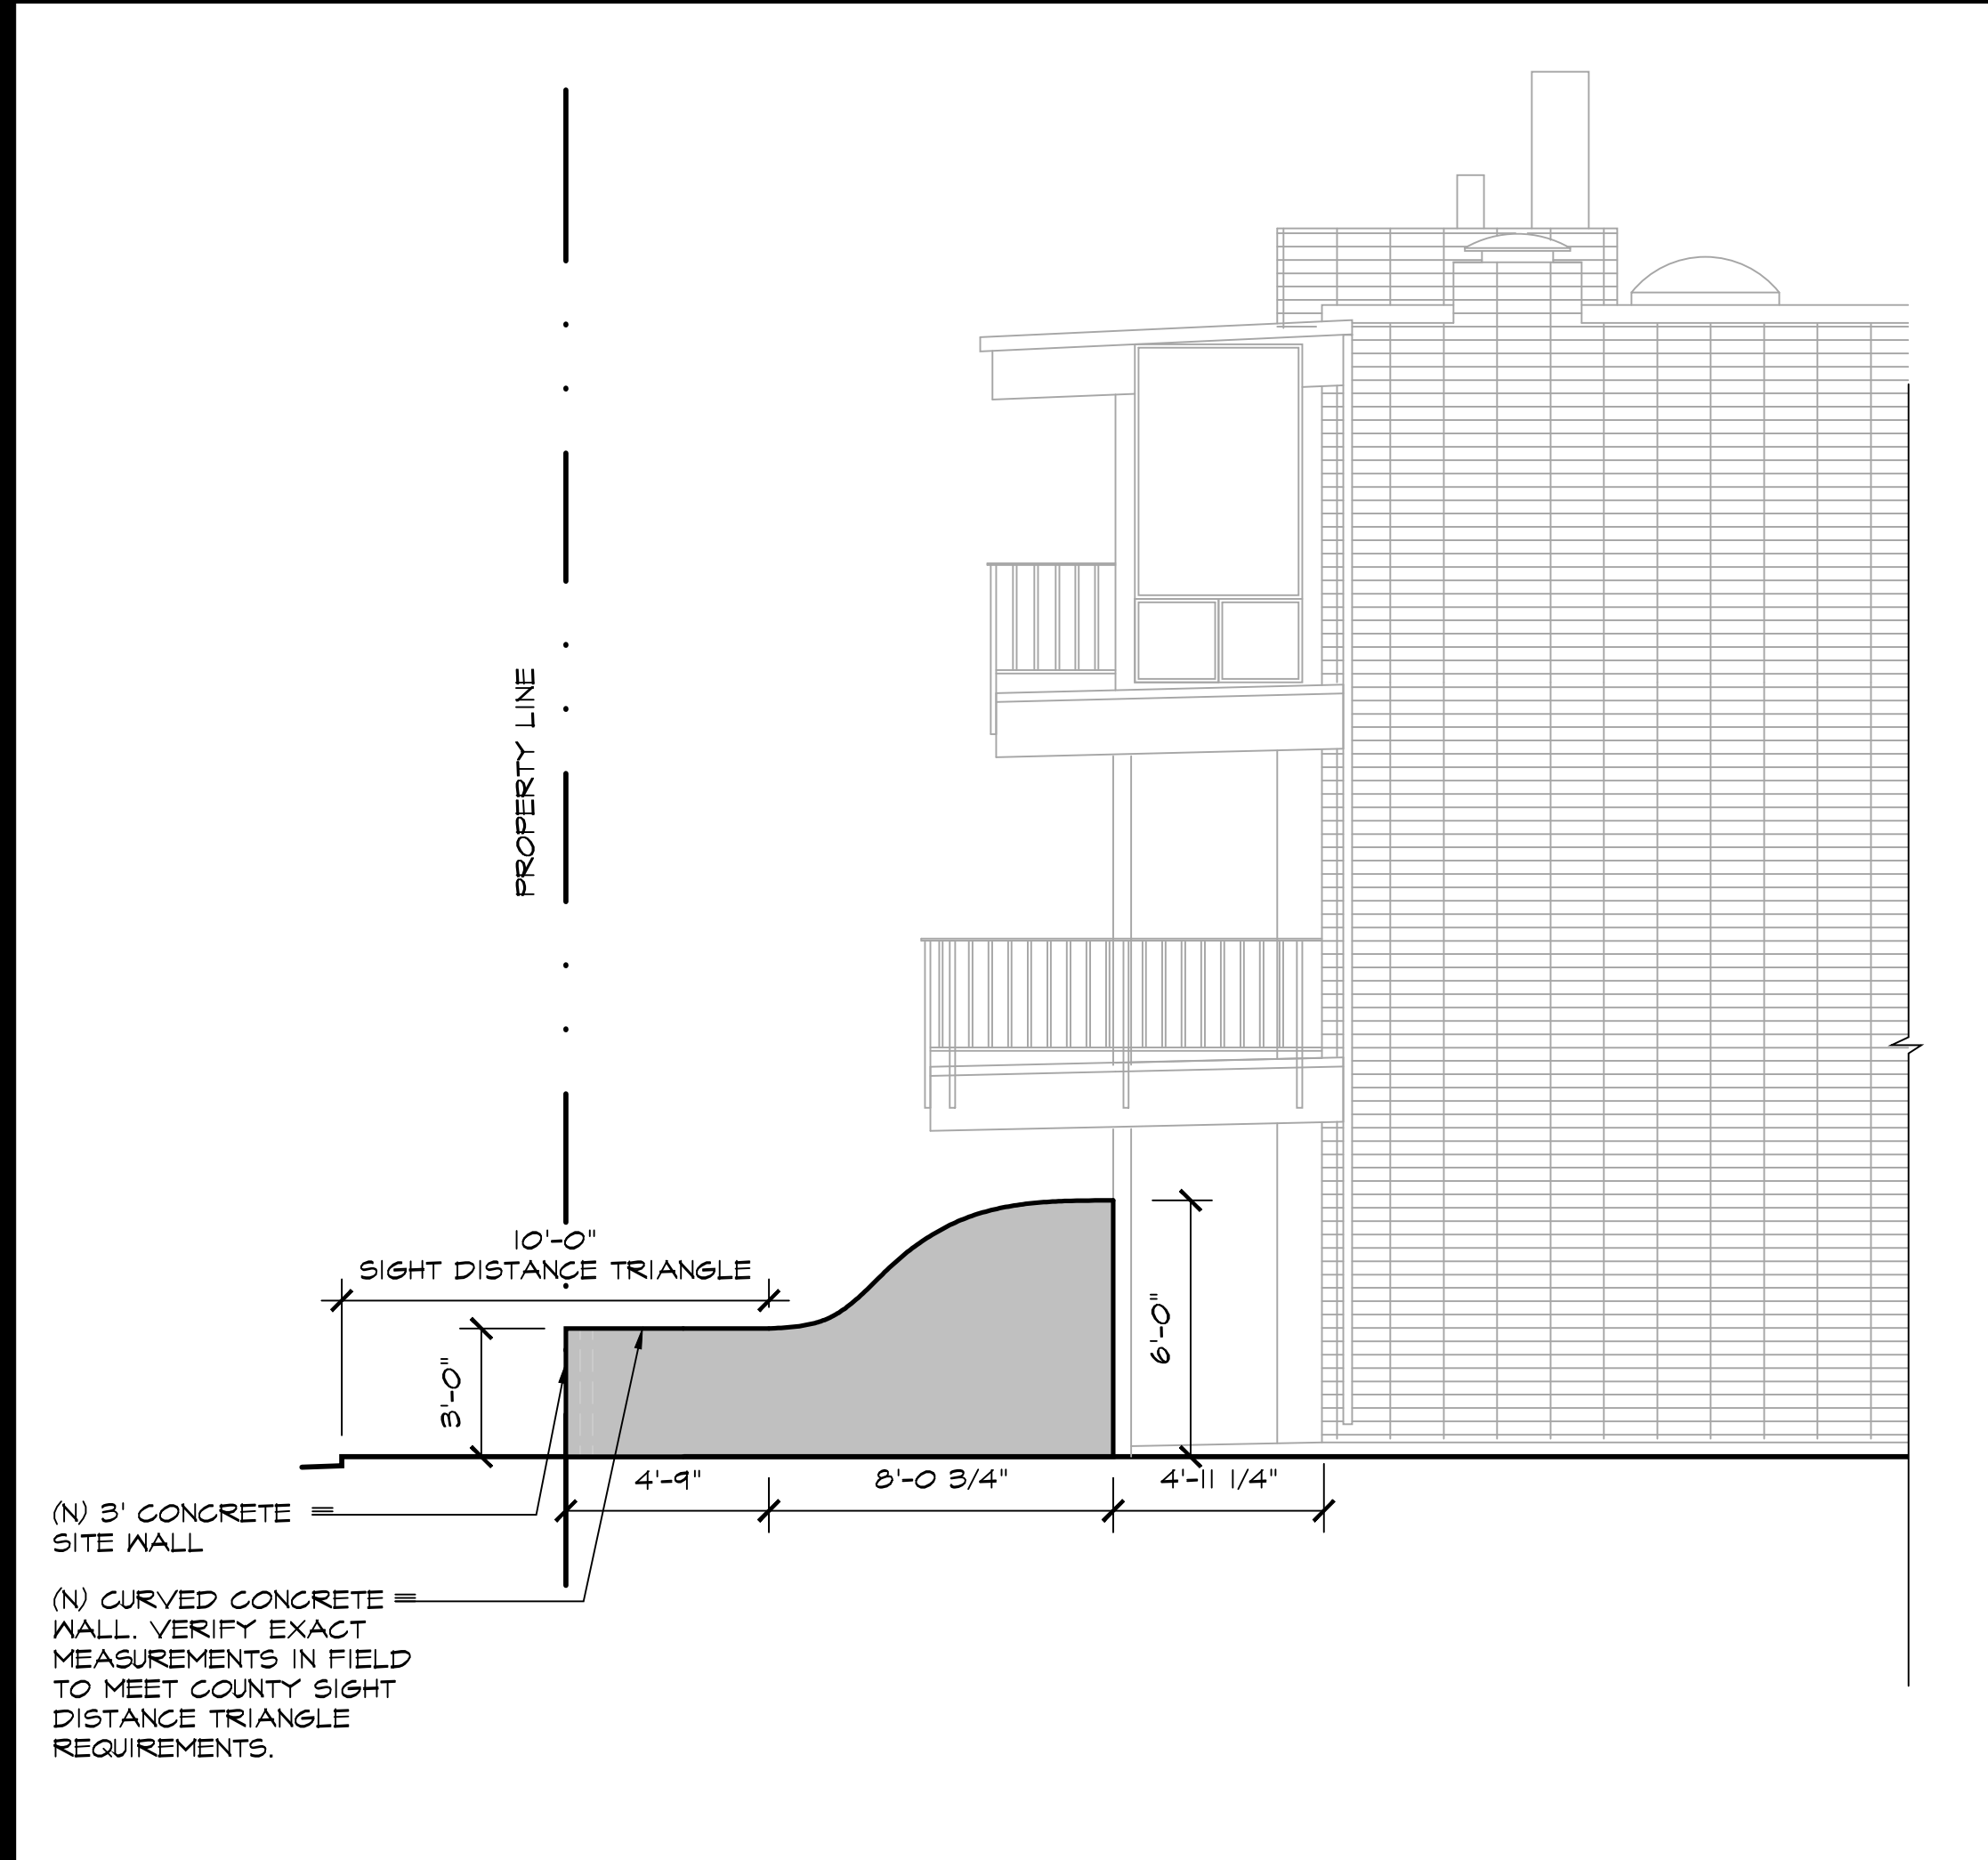 PROPERTY LINE
10'-0"
SIGHT DISTANCE TRIANGLE
3'-0"
6'-0"
4'-9"
8'-0 3/4"
4'-11 1/4"
(N) 3' CONCRETE
SITE WALL
(N) CURVED CONCRETE
WALL. VERIFY EXACT
MEASUREMENTS IN FIELD
TO MEET COUNTY SIGHT
DISTANCE TRIANGLE
REQUIREMENTS.